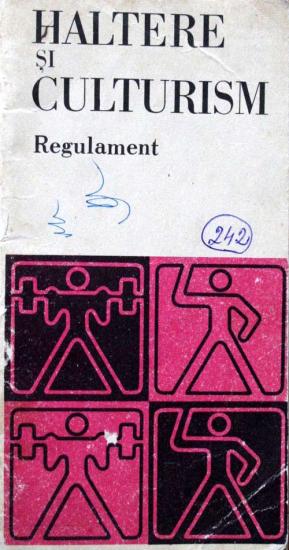 HALTERE
ȘI
CULTURISM
Regulament
242